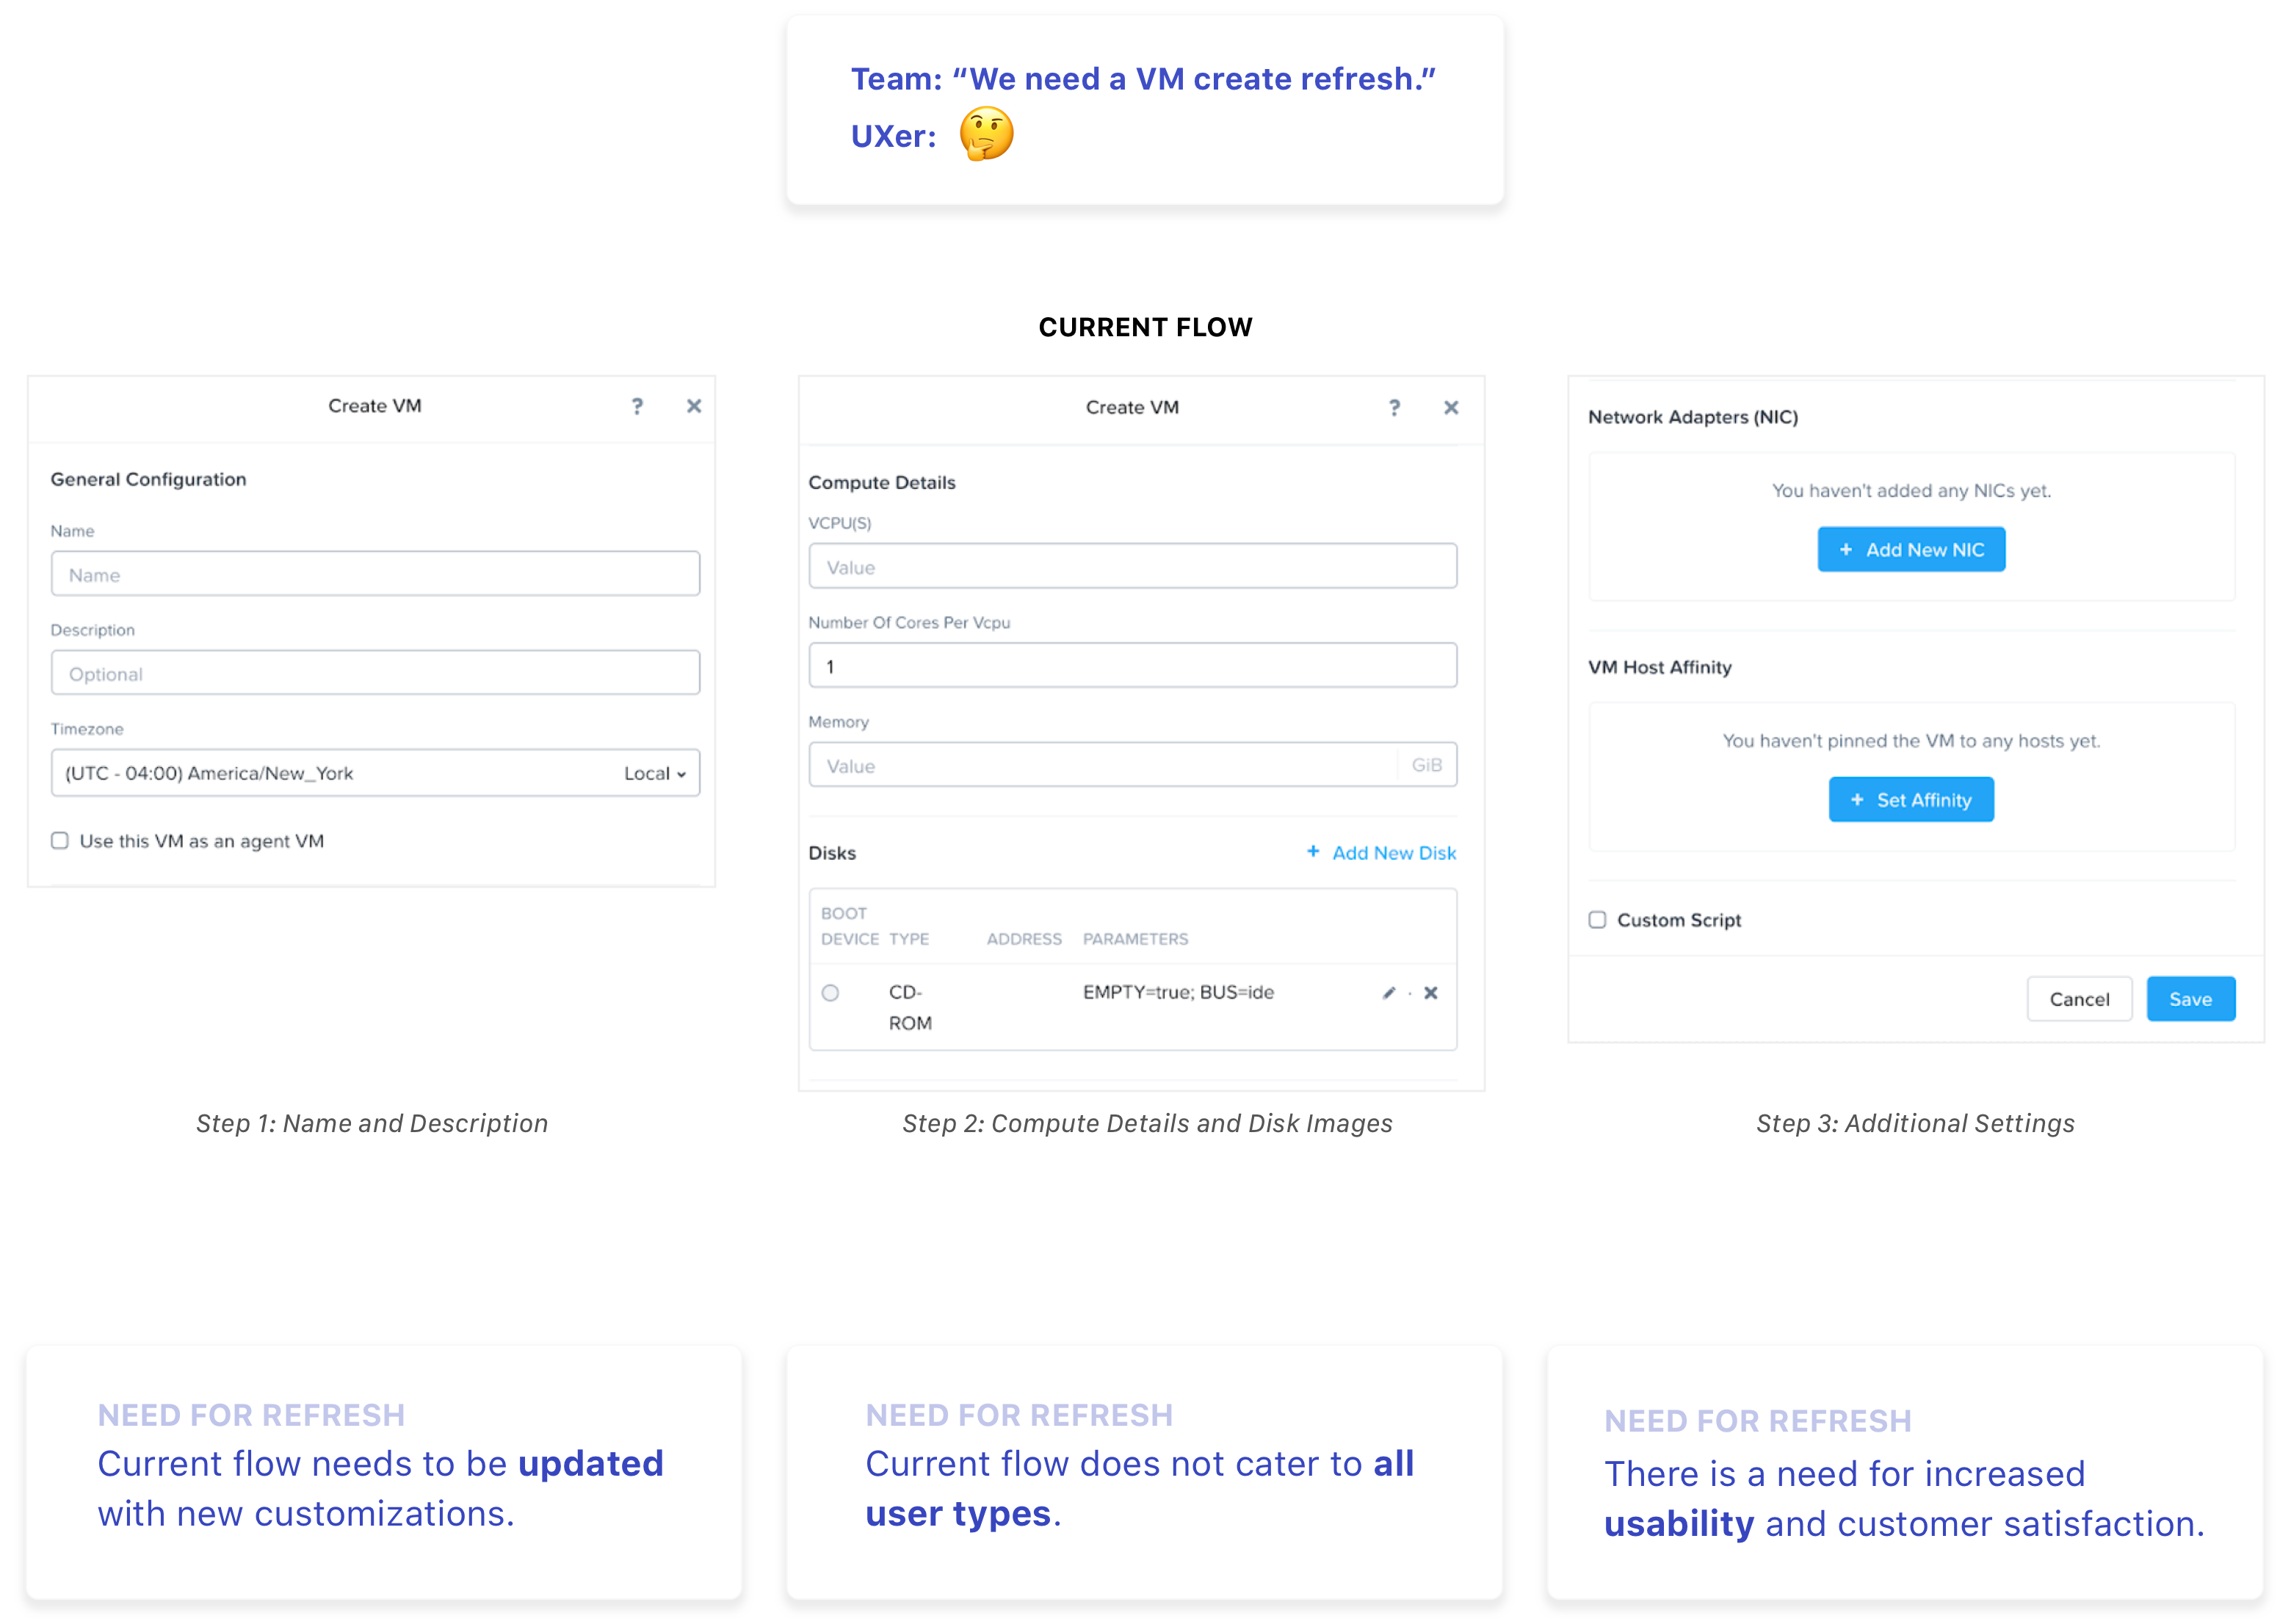 Team: “We need a VM create refresh.”
UXer:
CURRENT FLOW
Create VM
?
General Configuration
Name
Name
Description
Optional
Timezone
(UTC - 04:00) America/New_York Local
Use this VM as an agent VM
Step 1: Name and Description
Create VM
?
Compute Details
VCPU(S)
Value
Number Of Cores Per Vcpu
1
Memory
Value GiB
Disks + Add New Disk
BOOT
DEVICE TYPE ADDRESS PARAMETERS
CD- EMPTY=true; BUS=ide
ROM
Step 2: Compute Details and Disk Images
Network Adapters (NIC)
You haven't added any NICs yet.
+ Add New NIC
VM Host Affinity
You haven't pinned the VM to any hosts yet.
+ Set Affinity
Custom Script
Cancel Save
Step 3: Additional Settings
NEED FOR REFRESH
Current flow needs to be updated
with new customizations.
NEED FOR REFRESH
Current flow does not cater to all
user types.
NEED FOR REFRESH
There is a need for increased
usability and customer satisfaction.